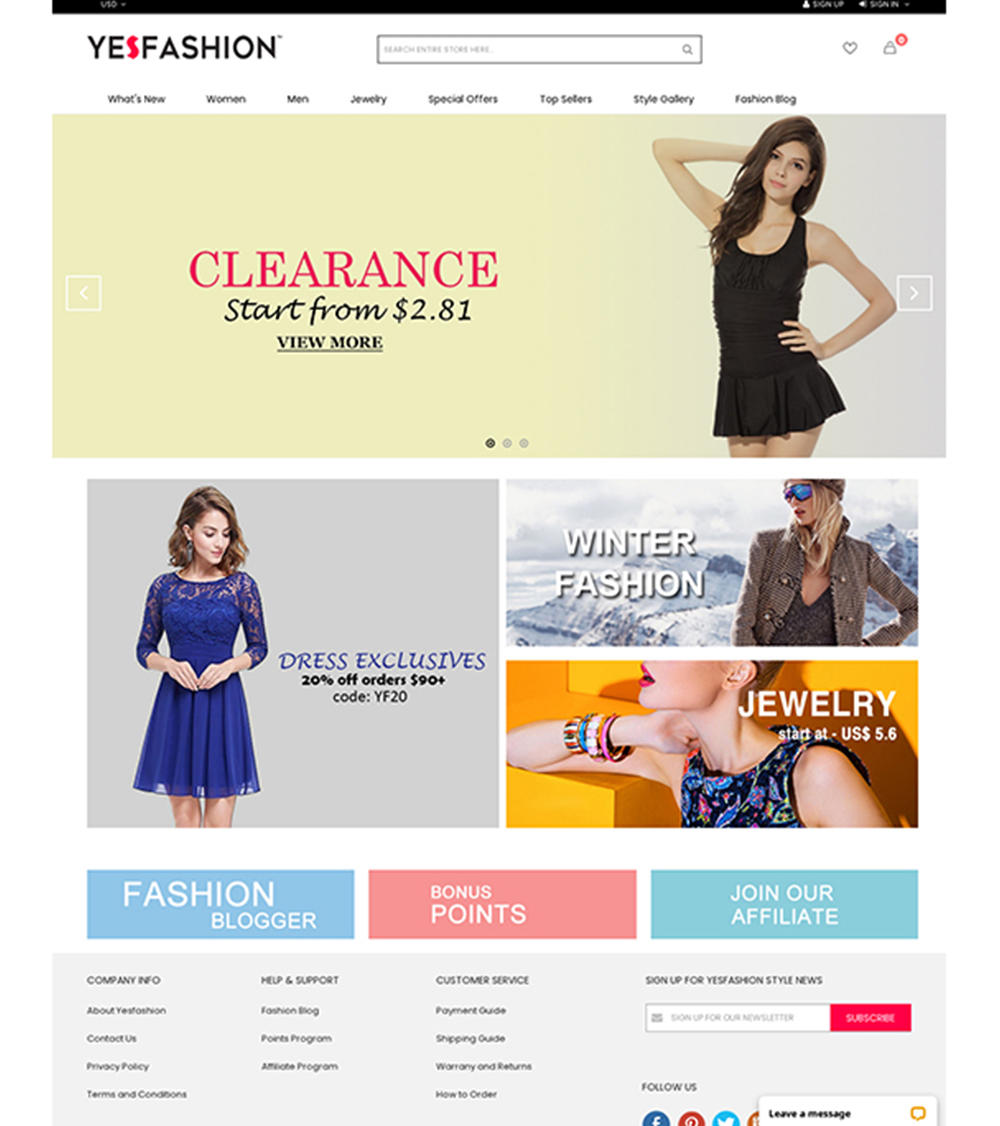 USD
SIGN UP
SIGN IN
YESFASHION™
SEARCH ENTIRE STORE HERE...
0
What's New
Women
Men
Jewelry
Special Offers
Top Sellers
Style Gallery
Fashion Blog
CLEARANCE
Start from $2.81
VIEW MORE
DRESS EXCLUSIVES
20% off orders $90+
code: YF20
WINTER
FASHION
JEWELRY
start at - US$ 5.6
FASHION
BLOGGER
BONUS
POINTS
JOIN OUR
AFFILIATE
COMPANY INFO
About Yesfashion
Contact Us
Privacy Policy
Terms and Conditions
HELP & SUPPORT
Fashion Blog
Points Program
Affiliate Program
CUSTOMER SERVICE
Payment Guide
Shipping Guide
Warrany and Returns
How to Order
SIGN UP FOR YESFASHION STYLE NEWS
SIGN UP FOR OUR NEWSLETTER
SUBSCRIBE
FOLLOW US
Leave a message